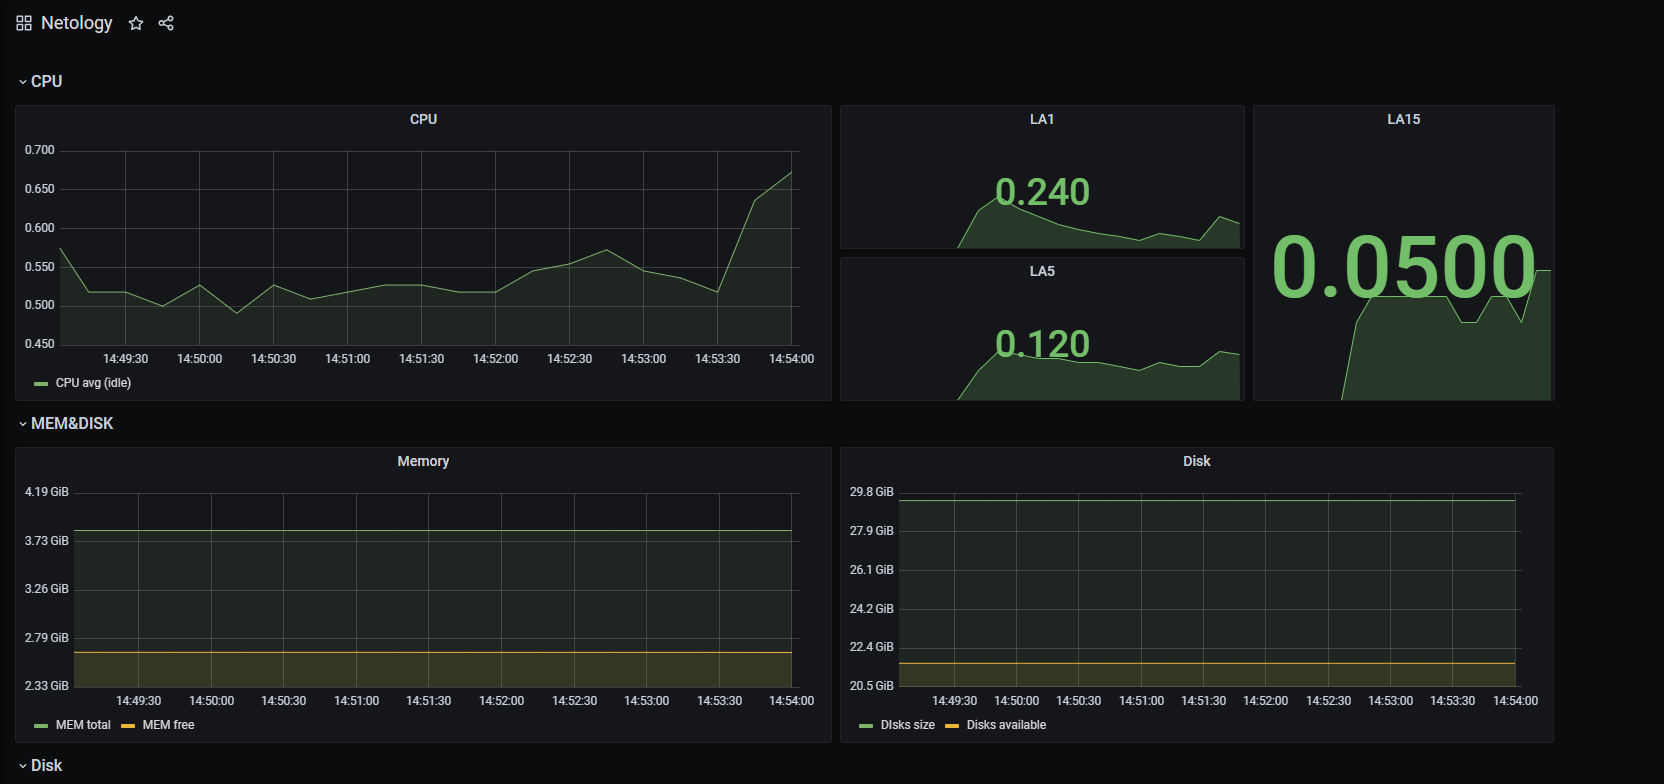 Netology
CPU
CPU
0.700
0.650
0.600
0.550
0.500
0.450
14:49:30 14:50:00 14:50:30 14:51:00 14:51:30 14:52:00 14:52:30 14:53:00 14:53:30 14:54:00
CPU avg (idle)
LA1
0.240
LA5
0.120
LA15
0.0500
MEM&DISK
Memory
4.19 GiB
3.73 GiB
3.26 GiB
2.79 GiB
2.33 GiB
14:49:30 14:50:00 14:50:30 14:51:00 14:51:30 14:52:00 14:52:30 14:53:00 14:53:30 14:54:00
MEM total MEM free
Disk
29.8 GiB
27.9 GiB
26.1 GiB
24.2 GiB
22.4 GiB
20.5 GiB
14:49:30 14:50:00 14:50:30 14:51:00 14:51:30 14:52:00 14:52:30 14:53:00 14:53:30 14:54:00
DIsks size Disks available
Disk